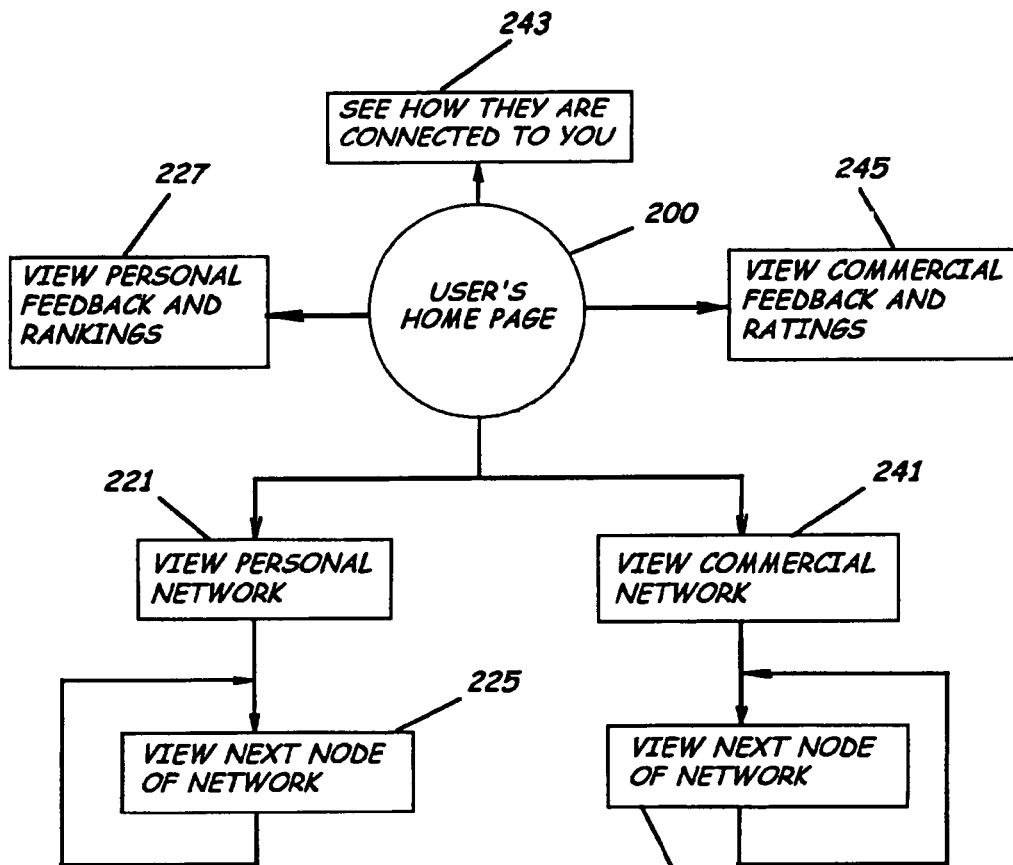 243
SEE HOW THEY ARE
CONNECTED TO YOU
227
245
200
VIEW PERSONAL
FEEDBACK AND
RANKINGS
USER'S
HOME PAGE
VIEW COMMERCIAL
FEEDBACK AND
RATINGS
221
241
VIEW PERSONAL
NETWORK
VIEW COMMERCIAL
NETWORK
225
VIEW NEXT NODE
OF NETWORK
VIEW NEXT NODE
OF NETWORK